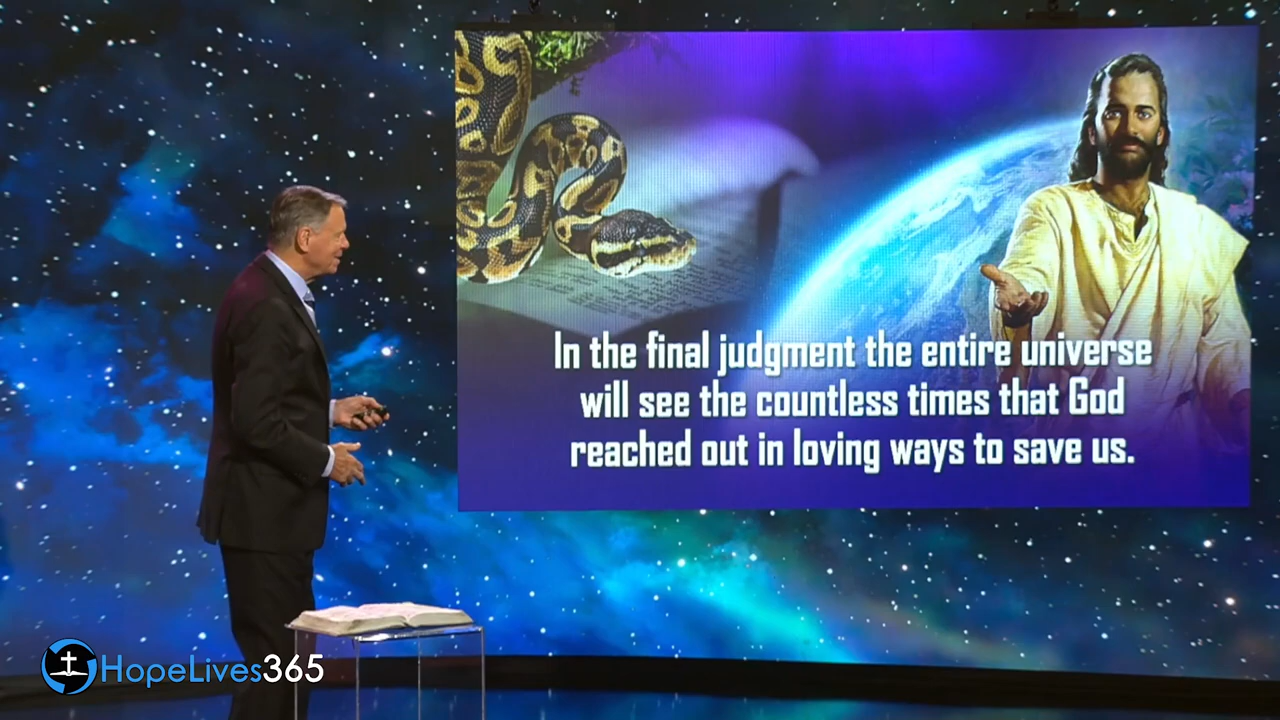 In the final judgment the entire universe
will see the countless times that God
reached out in loving ways to save us.
HopeLives365